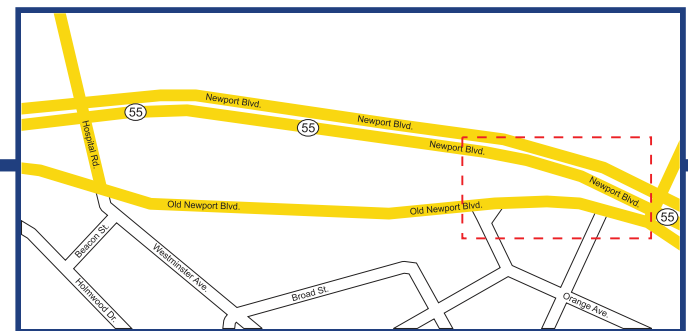 Newport Blvd.
55
Newport Blvd.
55
Newport Blvd.
Hospital Rd.
Newport Blvd.
Old Newport Blvd.
Old Newport Blvd.
55
Beacon St.
Westminster Ave.
Holmwood Dr.
Broad St.
Orange Ave.